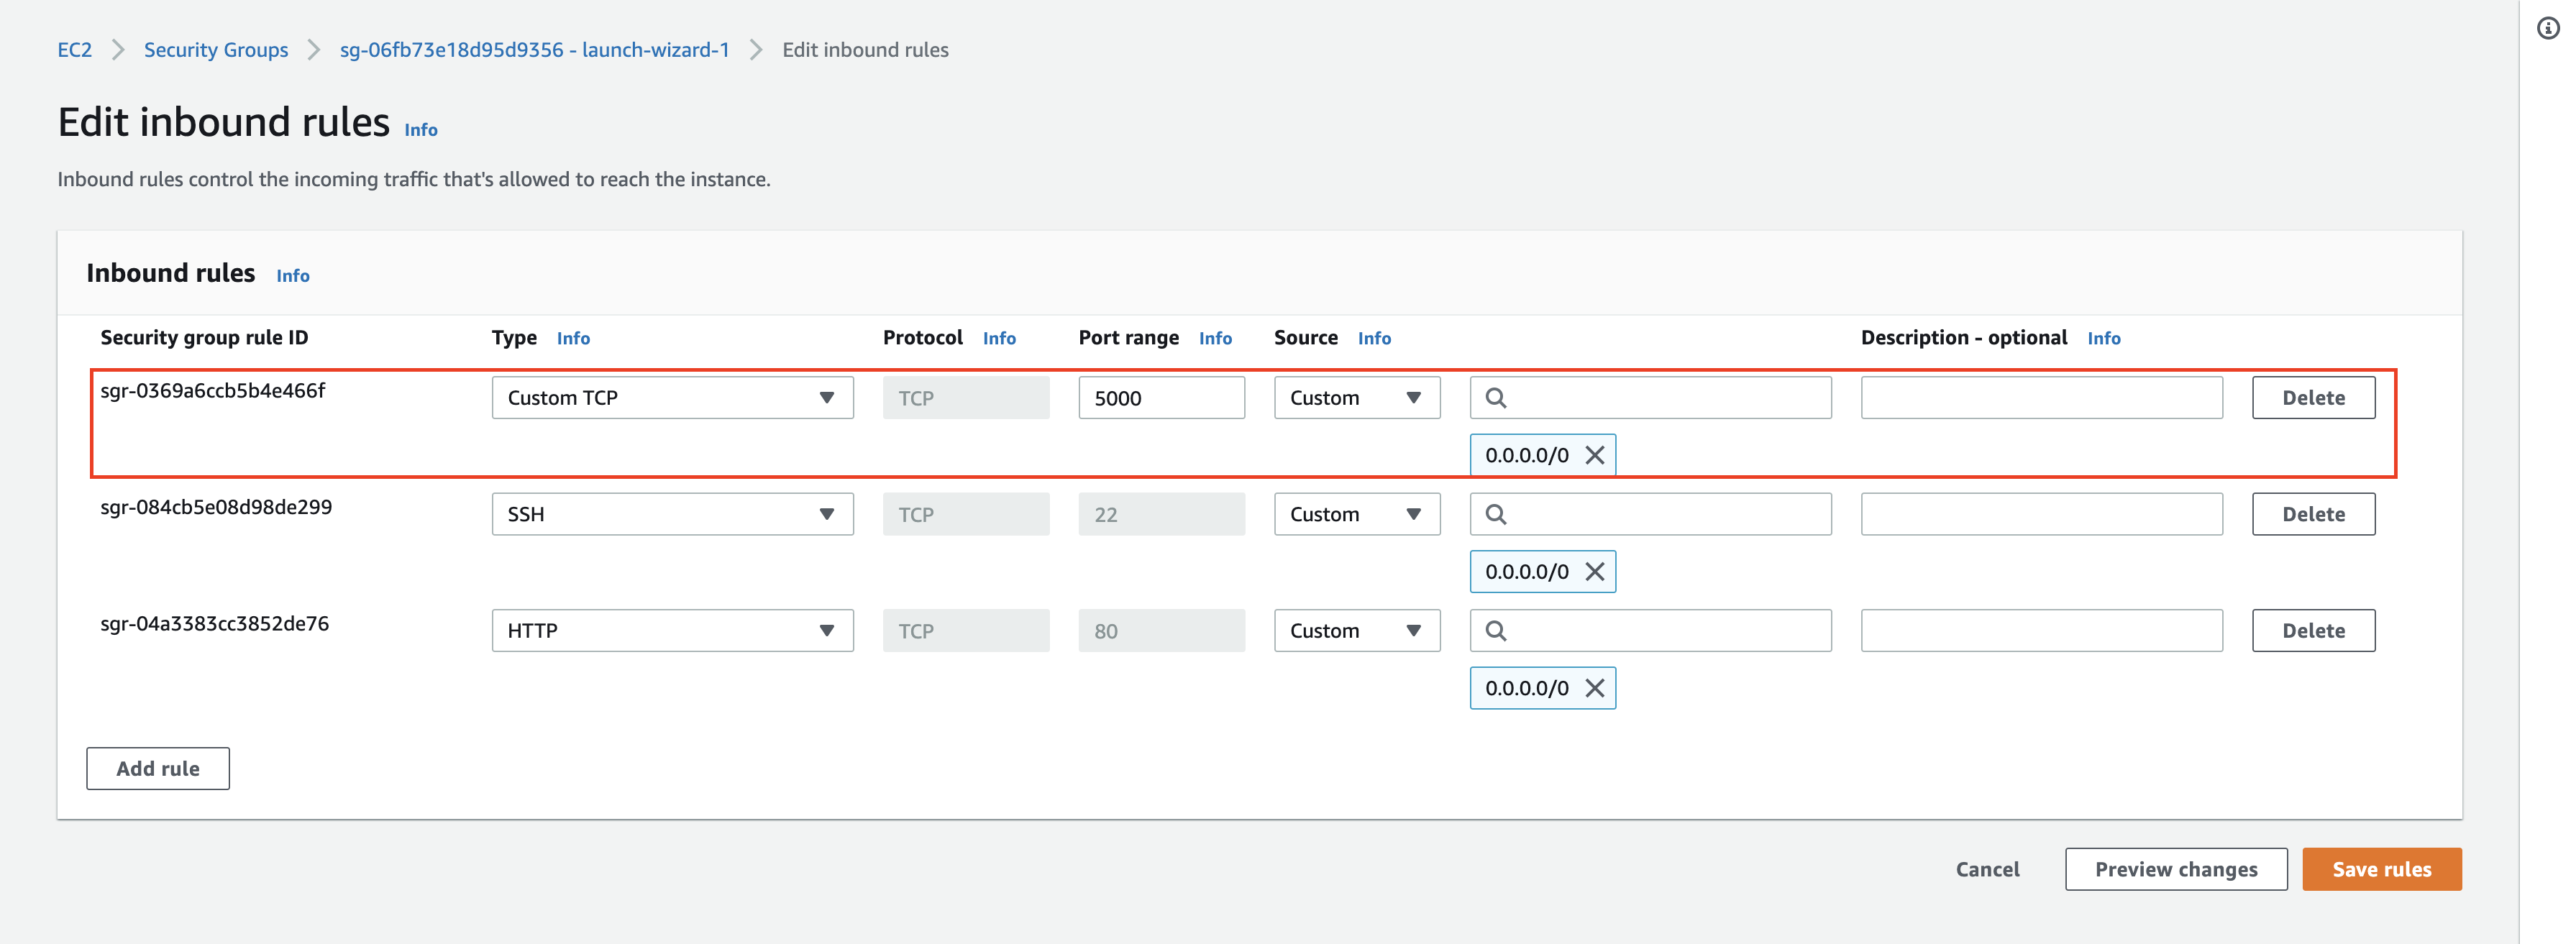 EC2 > Security Groups > sg-06fb73e18d95d9356 - launch-wizard-1 > Edit inbound rules
Edit inbound rules Info
Inbound rules control the incoming traffic that's allowed to reach the instance.
Inbound rules Info
Security group rule ID Type Info Protocol Info Port range Info Source Info Description - optional Info
sgr-0369a6ccb5b4e466f Custom TCP TCP 5000 Custom Delete
0.0.0.0/0
sgr-084cb5e08d98de299 SSH TCP 22 Custom Delete
0.0.0.0/0
sgr-04a3383cc3852de76 HTTP TCP 80 Custom Delete
0.0.0.0/0
Add rule
Cancel Preview changes Save rules